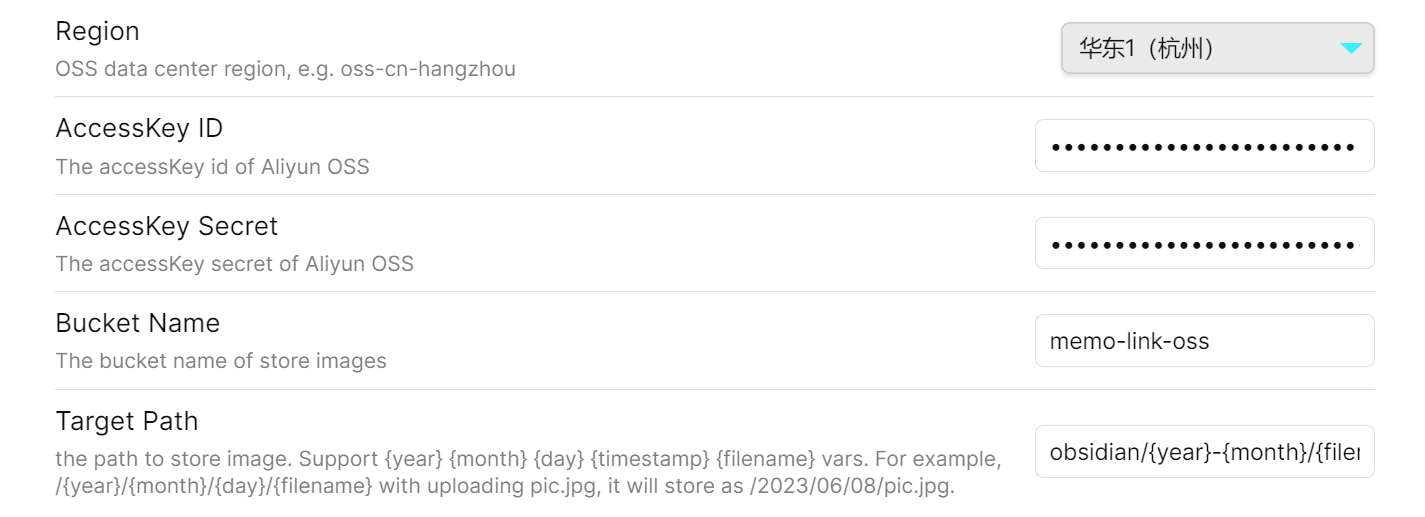 Region
华东1（杭州）
OSS data center region, e.g. oss-cn-hangzhou
AccessKey ID
••••••••••••••••••••••••
The accessKey id of Aliyun OSS
AccessKey Secret
••••••••••••••••••••••••
The accessKey secret of Aliyun OSS
Bucket Name
memo-link-oss
The bucket name of store images
Target Path
the path to store image. Support {year} {month} {day} {timestamp} {filename} vars. For example,
obsidian/{year}-{month}/{filer
/{year}/{month}/{day}/{filename} with uploading pic.jpg, it will store as /2023/06/08/pic.jpg.